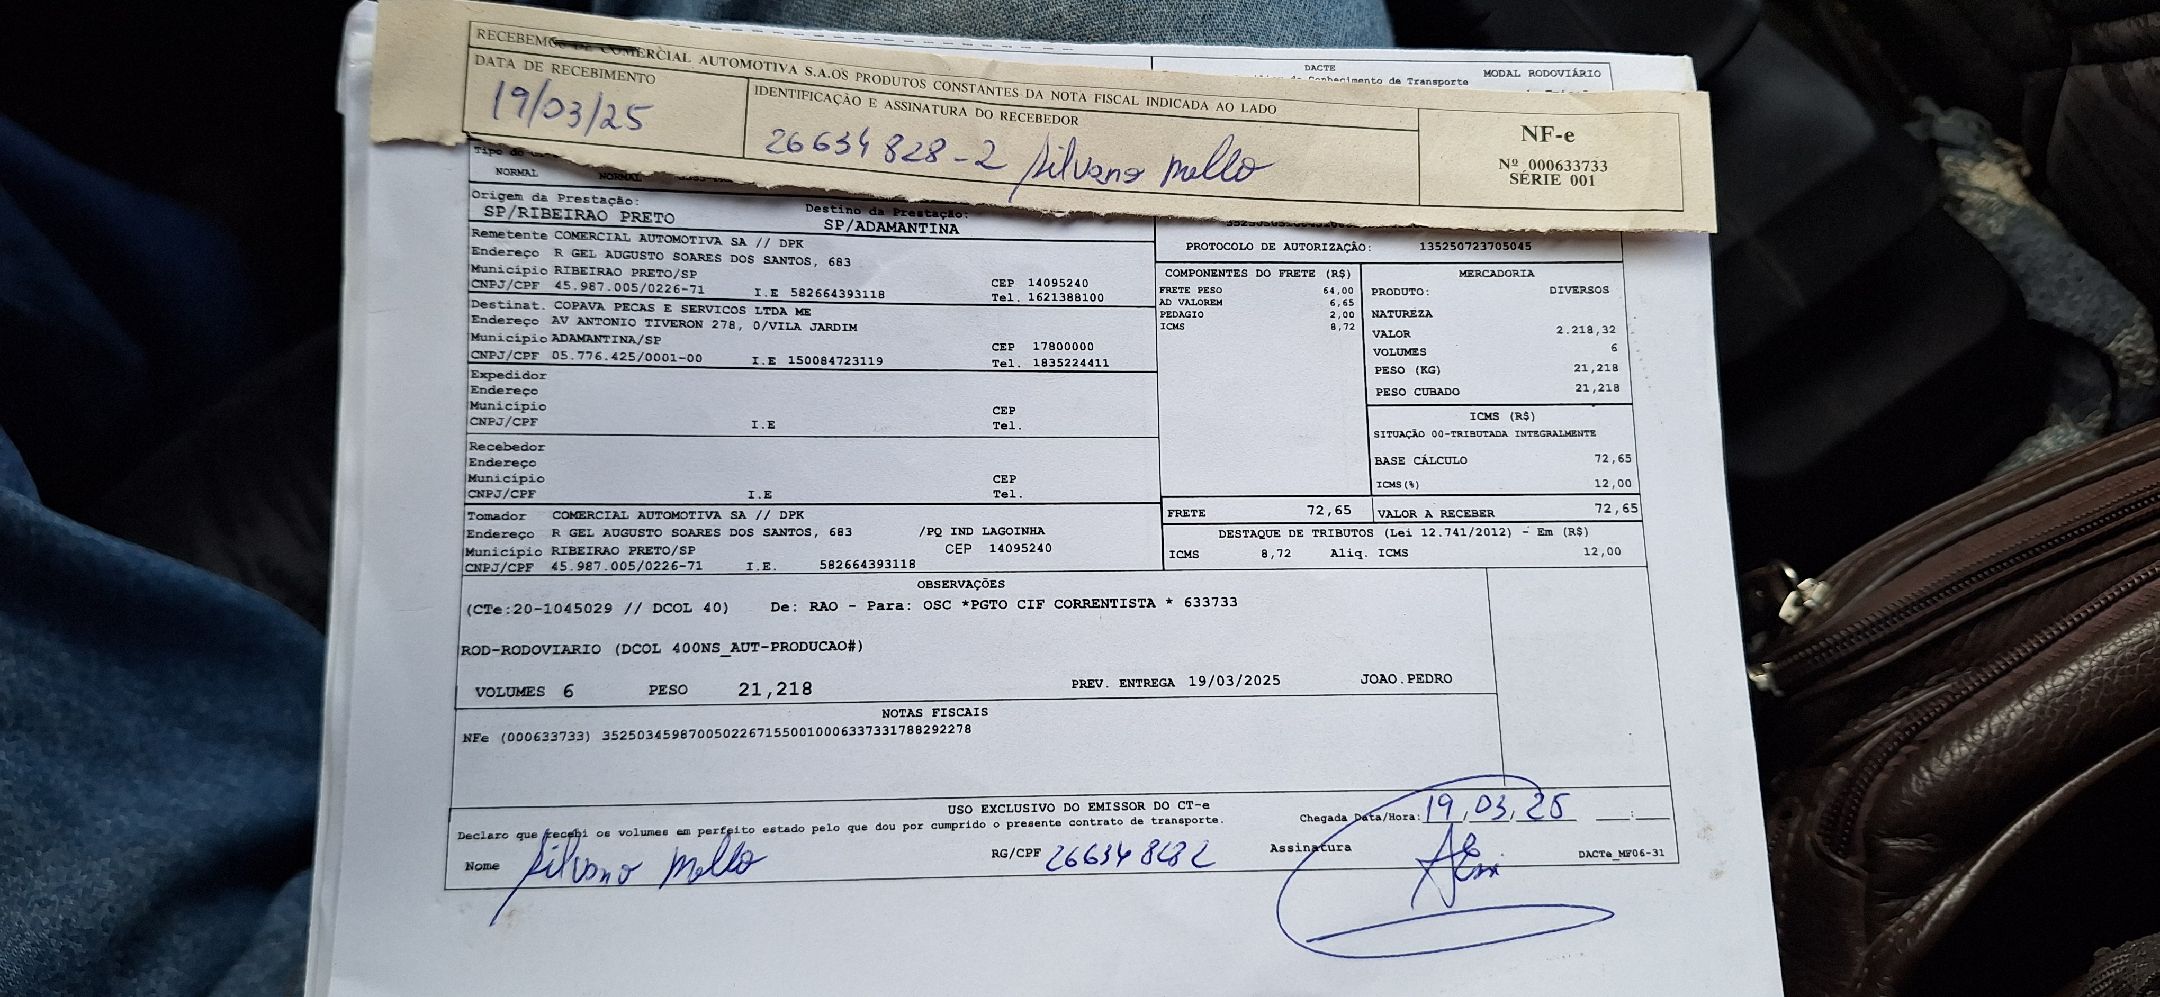 RECEBEMOS DE COMERCIAL AUTOMOTIVA S.A.OS PRODUTOS CONSTANTES DA NOTA FISCAL INDICADA AO LADO
DATA DE RECEBIMENTO
19/03/25
IDENTIFICAÇÃO E ASSINATURA DO RECEBEDOR
26634828-2 Silvano Mello
NF-e
Nº 000633733
SÉRIE 001
DACTE
Conhecimento de Transporte
MODAL RODOVIÁRIO
NORMAL NORMAL
Origem da Prestação:
SP/RIBEIRAO PRETO
Destino da Prestação:
SP/ADAMANTINA
Remetente COMERCIAL AUTOMOTIVA SA // DPK
Endereço R GEL AUGUSTO SOARES DOS SANTOS, 683
Município RIBEIRAO PRETO/SP CEP 14095240
CNPJ/CPF 45.987.005/0226-71 I.E 582664393118 Tel. 1621388100
Destinat. COPAVA PECAS E SERVICOS LTDA ME
Endereço AV ANTONIO TIVERON 278, 0/VILA JARDIM
Município ADAMANTINA/SP CEP 17800000
CNPJ/CPF 05.776.425/0001-00 I.E 150084723119 Tel. 1835224411
Expedidor
Endereço
Município CEP
CNPJ/CPF I.E Tel.
Recebedor
Endereço
Município CEP
CNPJ/CPF I.E Tel.
Tomador COMERCIAL AUTOMOTIVA SA // DPK
Endereço R GEL AUGUSTO SOARES DOS SANTOS, 683 /PQ IND LAGOINHA
Município RIBEIRAO PRETO/SP CEP 14095240
CNPJ/CPF 45.987.005/0226-71 I.E. 582664393118
PROTOCOLO DE AUTORIZAÇÃO: 135250723705045
COMPONENTES DO FRETE (R$)
FRETE PESO 64,00
AD VALOREM 6,65
PEDAGIO 2,00
ICMS 8,72
MERCADORIA
PRODUTO: DIVERSOS
NATUREZA
VALOR 2.218,32
VOLUMES 6
PESO (KG) 21,218
PESO CUBADO 21,218
ICMS (R$)
SITUAÇÃO 00-TRIBUTADA INTEGRALMENTE
BASE CÁLCULO 72,65
ICMS(%) 12,00
FRETE 72,65
VALOR A RECEBER 72,65
DESTAQUE DE TRIBUTOS (Lei 12.741/2012) - Em (R$)
ICMS 8,72 Aliq. ICMS 12,00
OBSERVAÇÕES
(CTe:20-1045029 // DCOL 40) De: RAO - Para: OSC *PGTO CIF CORRENTISTA * 633733
ROD-RODOVIARIO (DCOL 400NS_AUT-PRODUCAO#)
VOLUMES 6 PESO 21,218 PREV. ENTREGA 19/03/2025 JOAO.PEDRO
NOTAS FISCAIS
NFe (000633733) 35250345987005022671550010006337331788292278
USO EXCLUSIVO DO EMISSOR DO CT-e
Declaro que recebi os volumes em perfeito estado pelo que dou por cumprido o presente contrato de transporte.
Chegada Data/Hora: 19,03,25 __:__
Nome Silvano Mello RG/CPF 266348282 Assinatura
DACTe_MF06-31